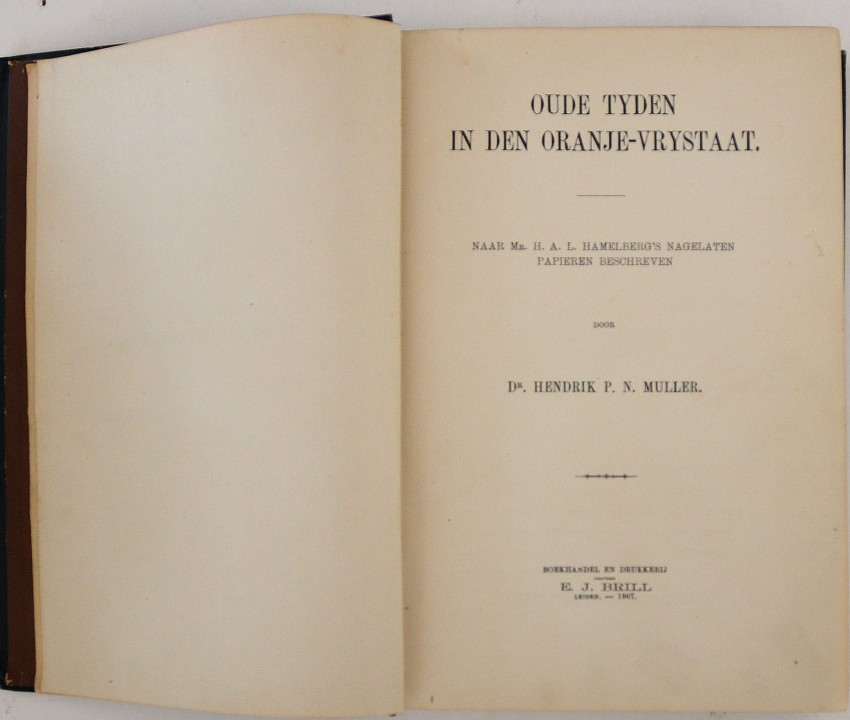 OUDE TYDEN
IN DEN ORANJE-VRYSTAAT.
NAAR MR. H. A. L. HAMELBERG'S NAGELATEN
PAPIEREN BESCHREVEN
DOOR
DR. HENDRIK P. N. MULLER.
BOEKHANDEL EN DRUKKERIJ
E. J. BRILL
LEIDEN. — 1907.